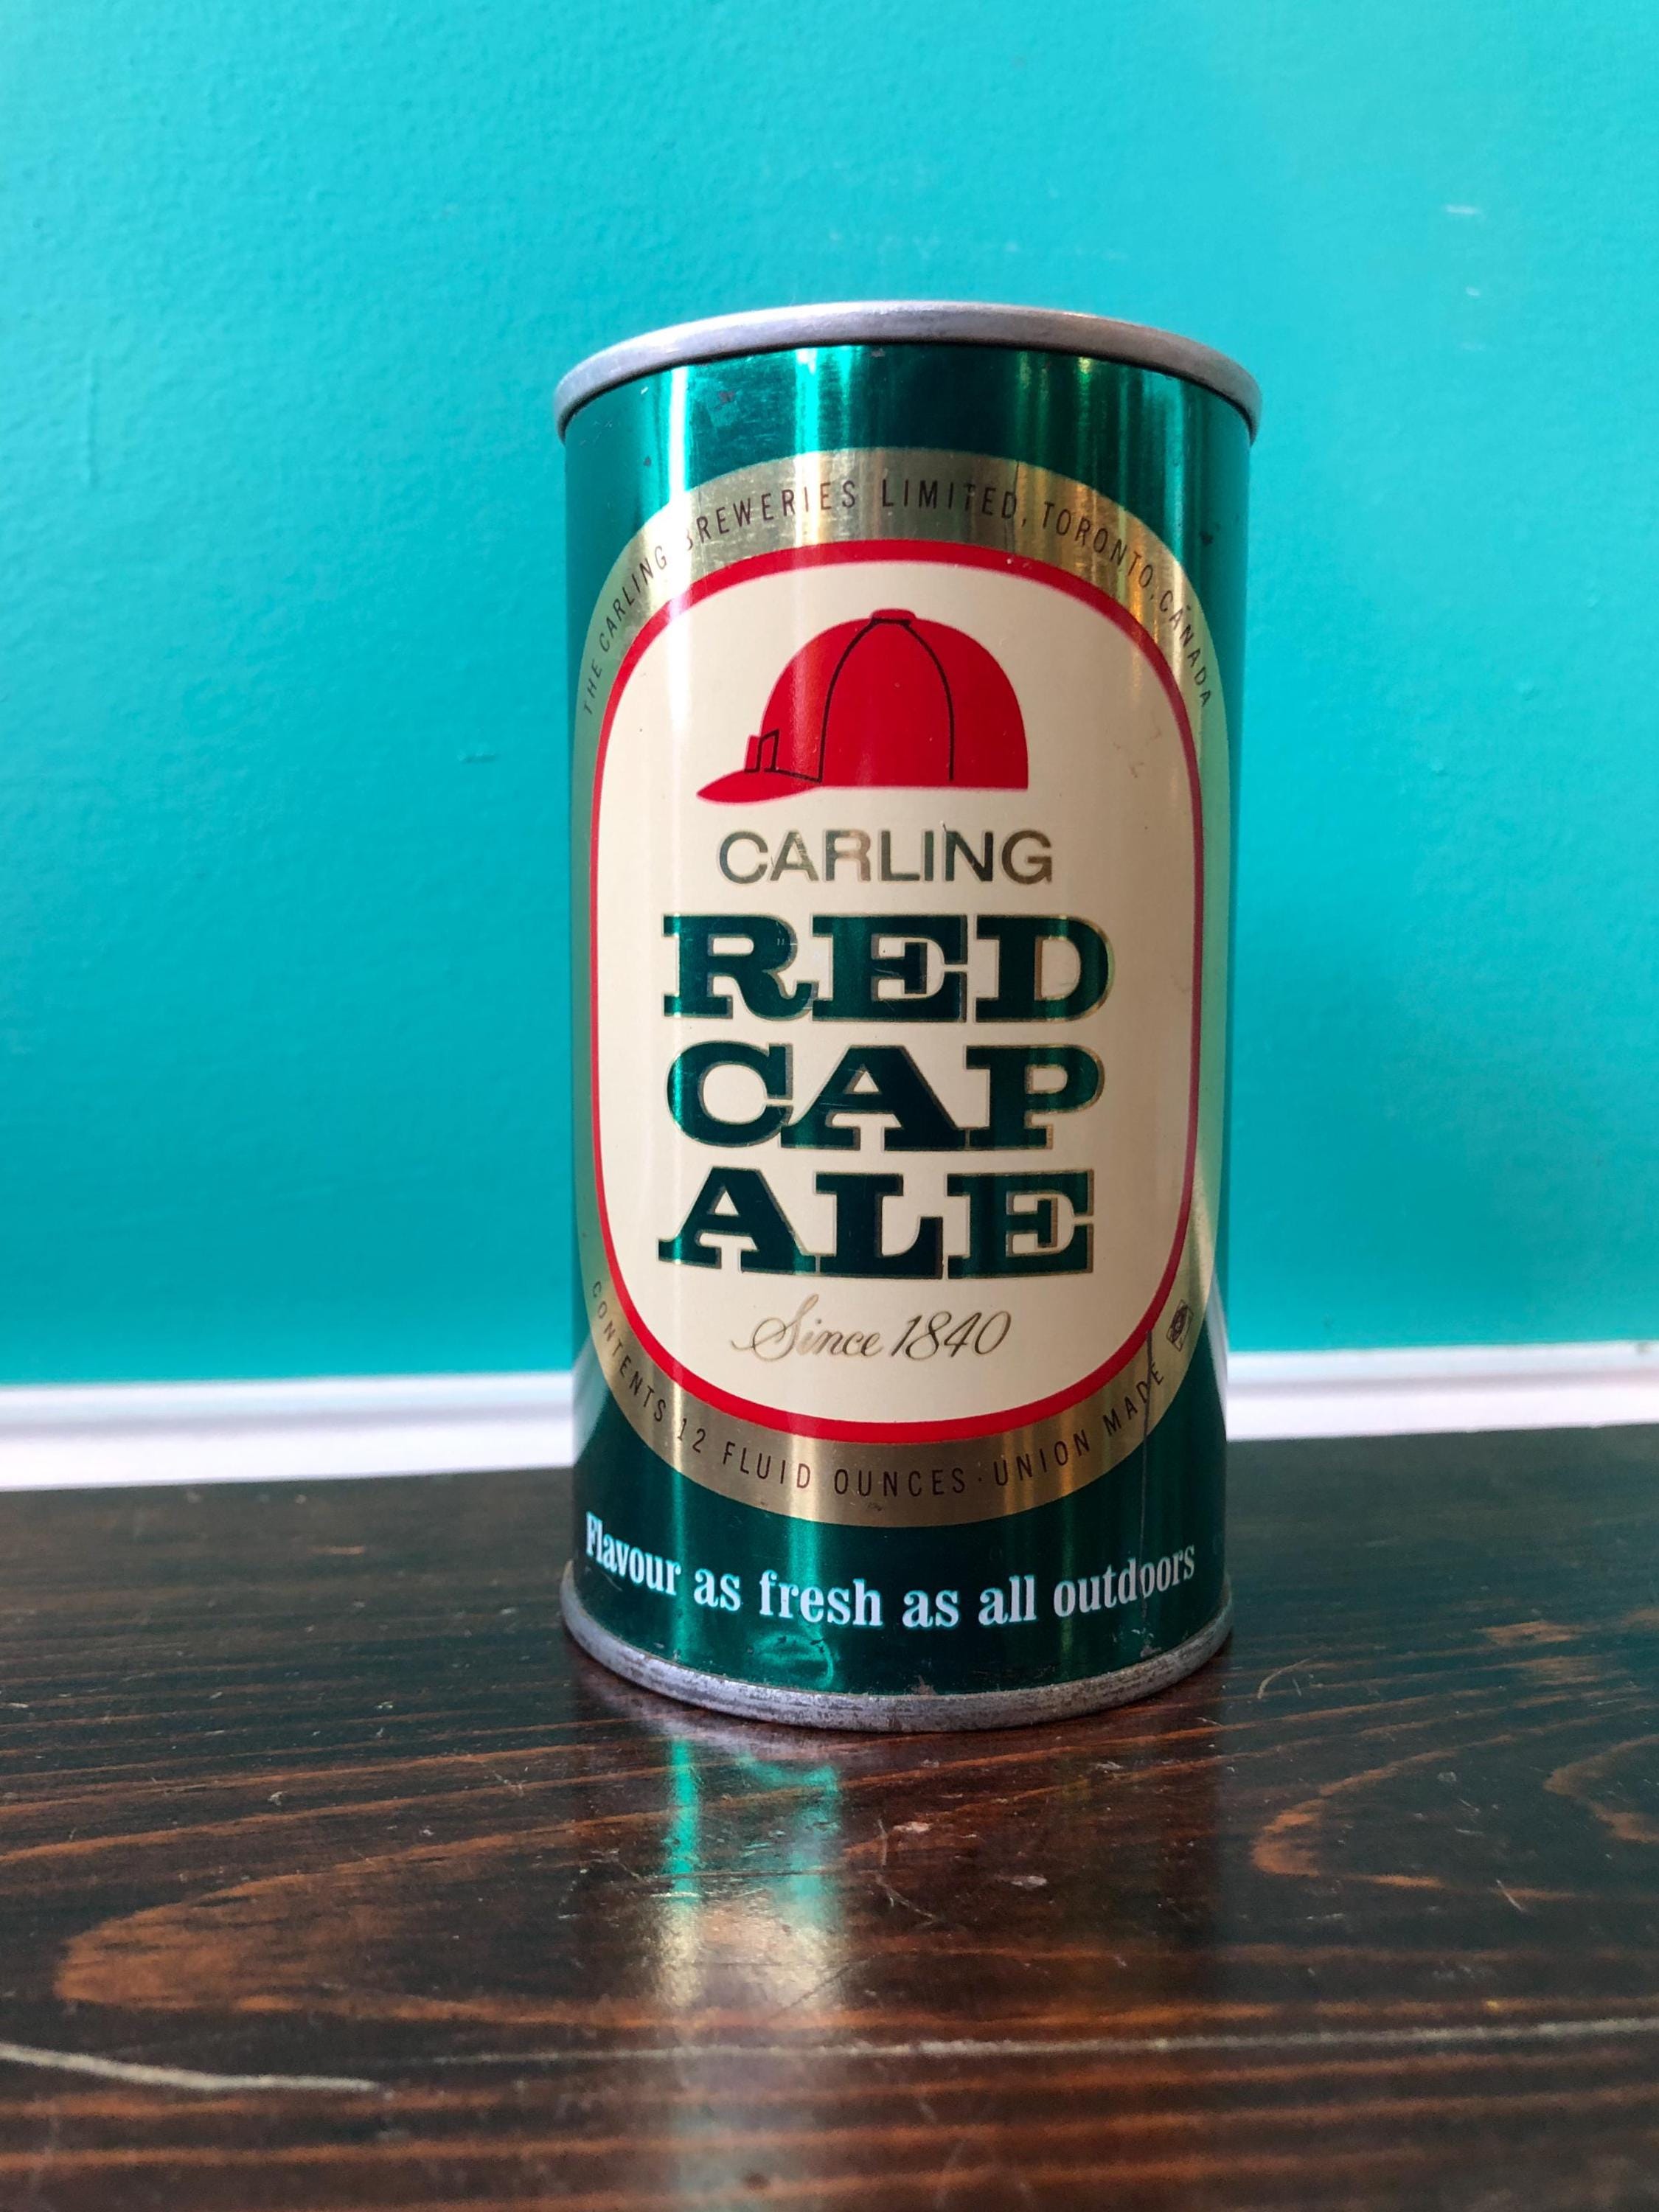 THE CARLING BREWERIES LIMITED, TORONTO, CANADA
CARLING
RED
CAP
ALE
Since 1840
CONTENTS 12 FLUID OUNCES · UNION MADE
Flavour as fresh as all outdoors